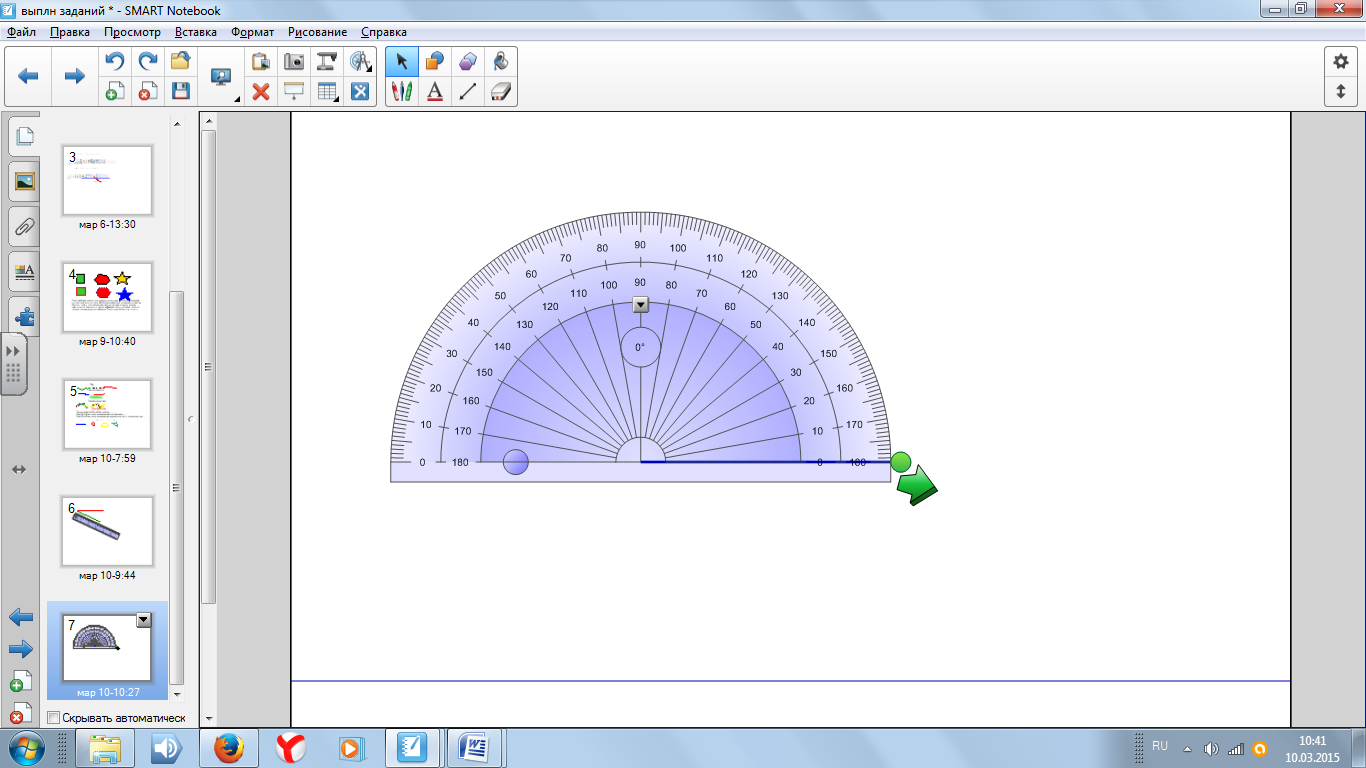 выплн заданий * - SMART Notebook
Файл Правка Просмотр Вставка Формат Рисование Справка
3
мар 6-13:30
4
мар 9-10:40
5
мар 10-7:59
6
мар 10-9:44
7
мар 10-10:27
Скрывать автоматическ
0 10 20 30 40 50 60 70 80 90 100 110 120 130 140 150 160 170 180
180 170 160 150 140 130 120 110 100 90 80 70 60 50 40 30 20 10 0
0°
RU
10:41
10.03.2015